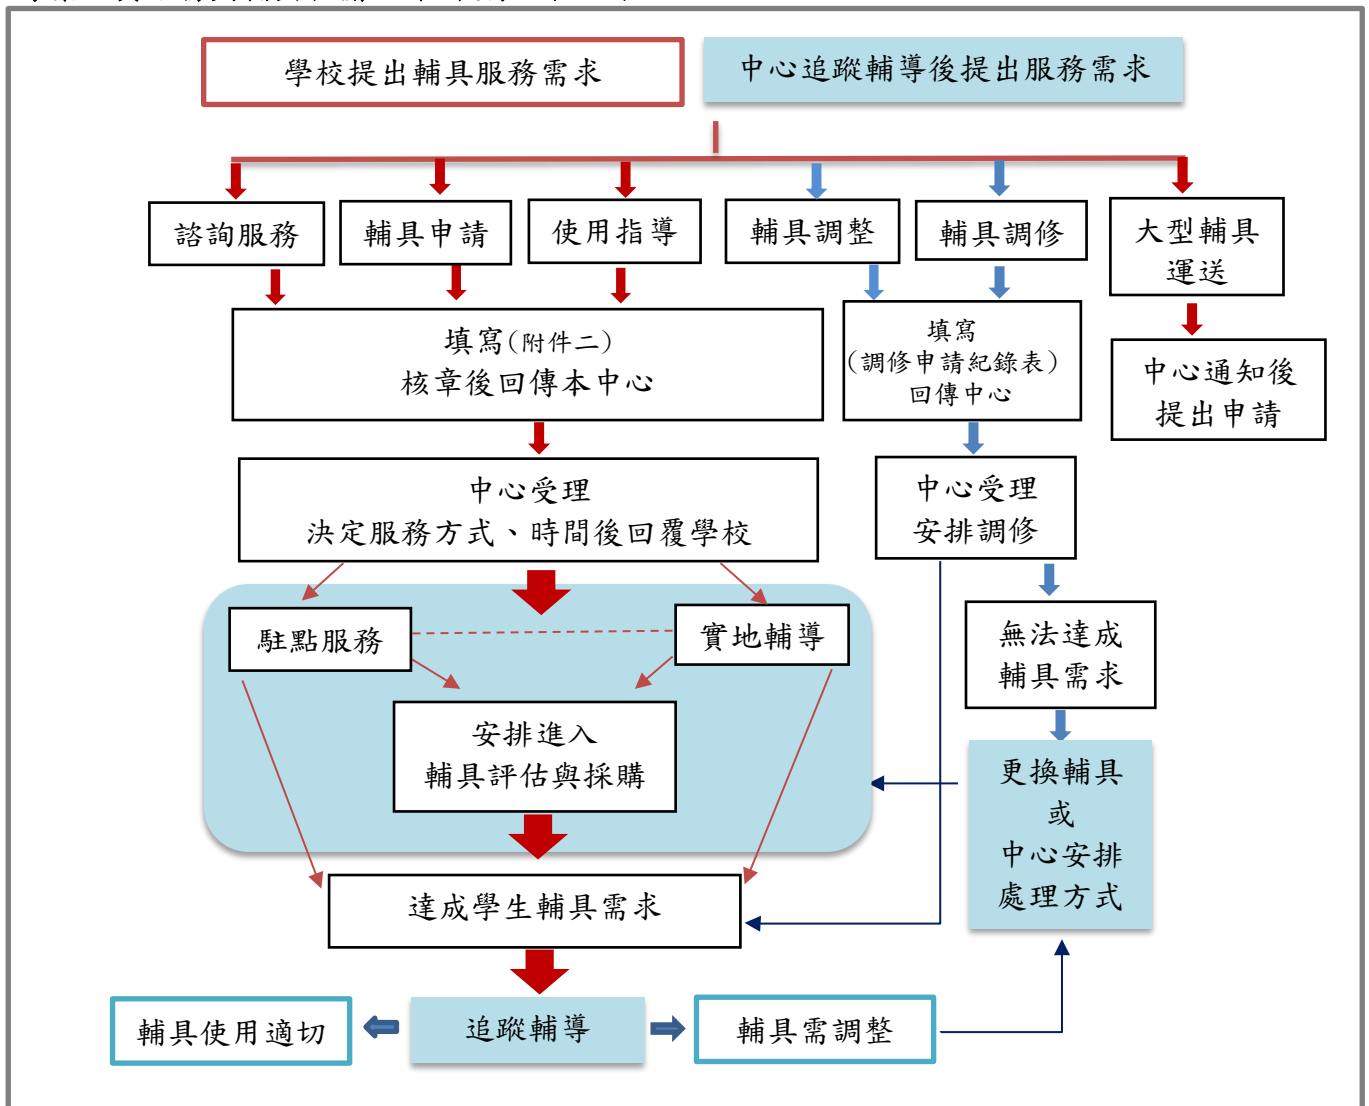 學校提出輔具服務需求
中心追蹤輔導後提出服務需求
諮詢服務
輔具申請
使用指導
輔具調整
輔具調修
大型輔具
運送
填寫(附件二)
核章後回傳本中心
填寫
(調修申請紀錄表)
回傳中心
中心通知後
提出申請
中心受理
決定服務方式、時間後回覆學校
中心受理
安排調修
駐點服務
實地輔導
無法達成
輔具需求
安排進入
輔具評估與採購
更換輔具
或
中心安排
處理方式
達成學生輔具需求
輔具使用適切
追蹤輔導
輔具需調整